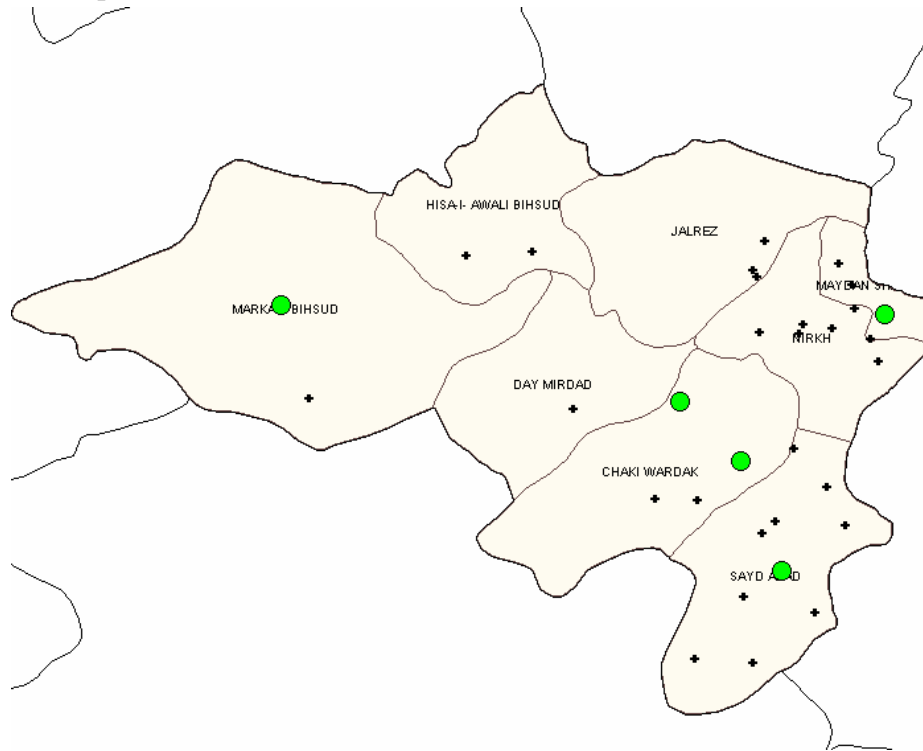 HISA-I- AWALI BIHSUD
JALREZ
MAYDAN
MARKA BIHSUD
NIRKH
DAY MIRDAD
CHAKI WARDAK
SAYD